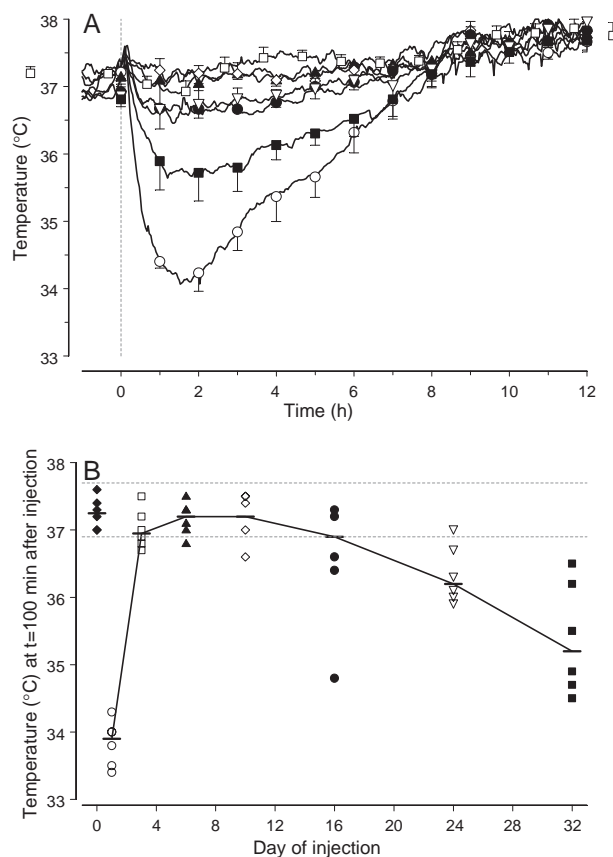 A
38
37
36
35
34
33
Temperature (°C)
0 2 4 6 8 10 12
Time (h)
B
38
37
36
35
34
33
Temperature (°C) at t=100 min after injection
0 4 6 8 12 16 20 24 28 32
Day of injection